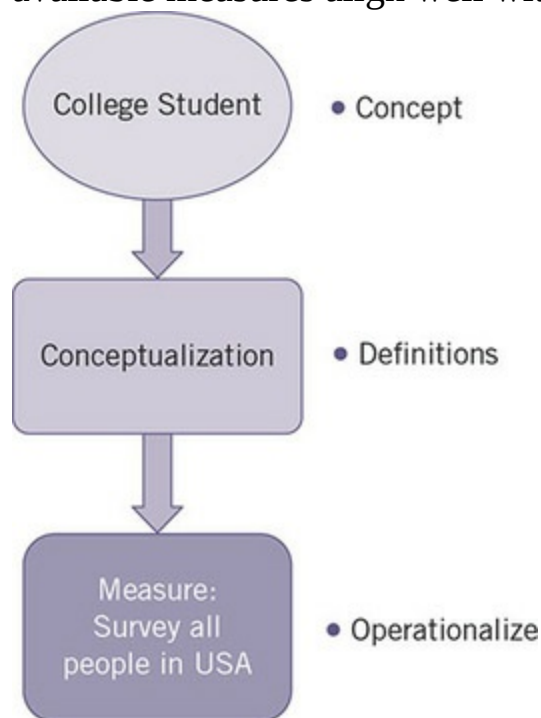 College Student
• Concept
Conceptualization
• Definitions
Measure:
Survey all
people in USA
• Operationalize